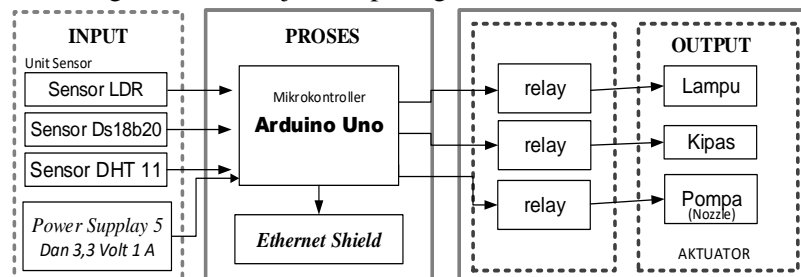 INPUT
Unit Sensor
Sensor LDR
Sensor Ds18b20
Sensor DHT 11
Power Supplay 5
Dan 3,3 Volt 1 A
PROSES
Mikrokontroller
Arduino Uno
Ethernet Shield
relay
relay
relay
OUTPUT
Lampu
Kipas
Pompa
(Nozzle)
AKTUATOR